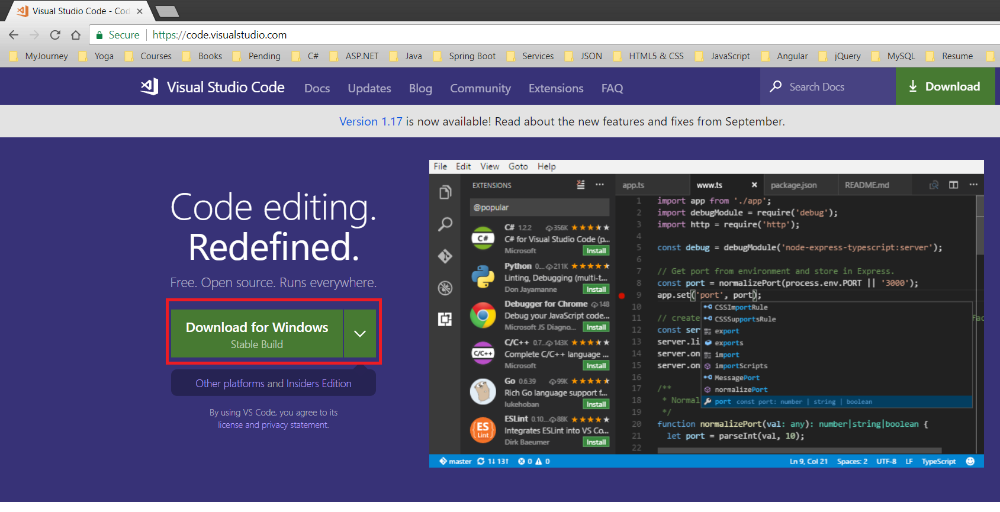 Visual Studio Code - Cod
Secure https://code.visualstudio.com
MyJourney Yoga Courses Books Pending C# ASP.NET Java Spring Boot Services JSON HTML5 & CSS JavaScript Angular jQuery MySQL Resume
Visual Studio Code Docs Updates Blog Community Extensions FAQ Search Docs Download
Version 1.17 is now available! Read about the new features and fixes from September.
Code editing.
Redefined.
Free. Open source. Runs everywhere.
Download for Windows
Stable Build
Other platforms and Insiders Edition
By using VS Code, you agree to its
license and privacy statement.
File Edit View Goto Help
EXTENSIONS ···
@popular
C# 1.2.2 356K
C# for Visual Studio Code (p...
Microsoft Install
Python 0.... 211K
Linting, Debugging (multi-t...
Don Jayamanne Install
Debugger for Chrome 148
Debug your JavaScript code...
Microsoft JS Diagno... Install
C/C++ 0.7... 143K
Complete C/C++ language ...
Microsoft Install
Go 0.6.39 99K
Rich Go language support f...
lukehoban Install
ESLint 0.10... 88K
Integrates ESLint into VS Co...
Dirk Baeumer Install
C#
C/C++
ES
Lint
app.ts www.ts package.json README.md ···
1 import app from './app';
2 import debugModule = require('debug');
3 import http = require('http');
4
5 const debug = debugModule('node-express-typescript:server');
6
7 // Get port from environment and store in Express.
8 const port = normalizePort(process.env.PORT || '3000');
9 app.set('port', port);
10
11 // create
12 const ser
13 server.li
14 server.on
15 server.on
16
17 /**
18 * Normal
19 */
20 function normalizePort(val: any): number|string|boolean {
21 let port = parseInt(val, 10);
22
CSSImportRule
CSSSupportsRule
export
exports
import
importScripts
MessagePort
normalizePort
port const port: number | string | boolean
master 1↓ 13↑ 0 0 Ln 9, Col 21 Spaces: 2 UTF-8 LF TypeScript